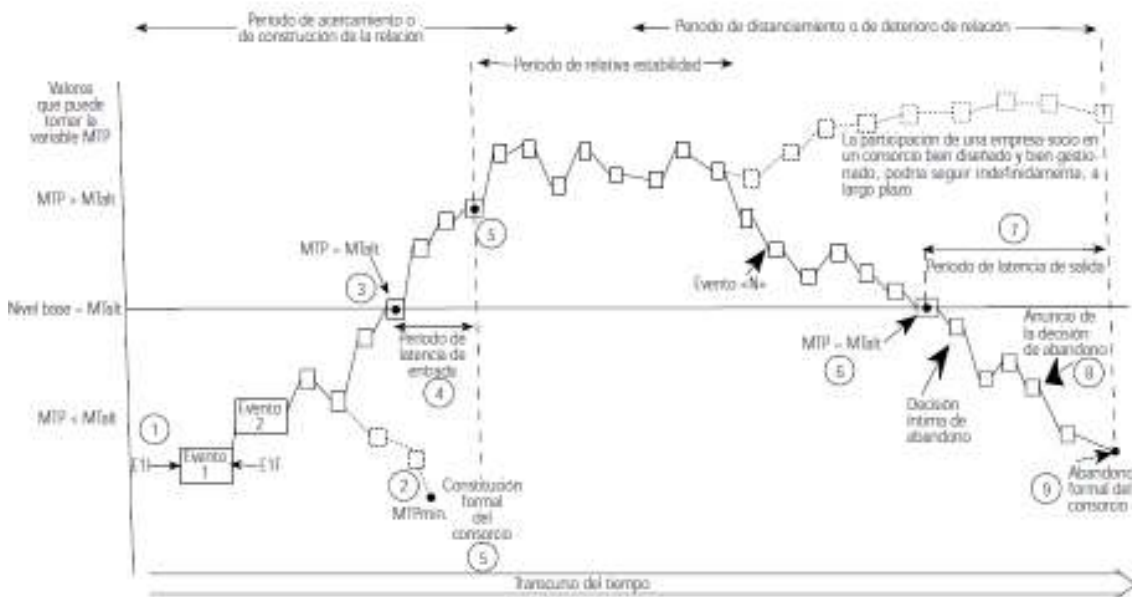 Periodo de acercamiento o
de construcción de la relación
Periodo de distanciamiento o de deterioro de relación
Periodo de relativa estabilidad
Valores
que puede
tomar la
variable MTP
La participación de una empresa-socio en
un consorcio bien diseñado y bien gestio-
nado, podría seguir indefinidamente, a
largo plazo
MTP > MTalt
5
7
MTP = MTalt
3
Evento «N»
Periodo de latencia de salida
Nivel base = MTalt
Periodo de
latencia de
entrada
4
MTP = MTalt
6
Anuncio de
la decisión
de abandono
8
MTP < MTalt
Decisión
íntima de
abandono
1
Evento
2
E1I
Evento
1
E1F
2
MTPmin.
Constitución
formal
del
consorcio
5
9
Abandono
formal del
consorcio
Transcurso del tiempo